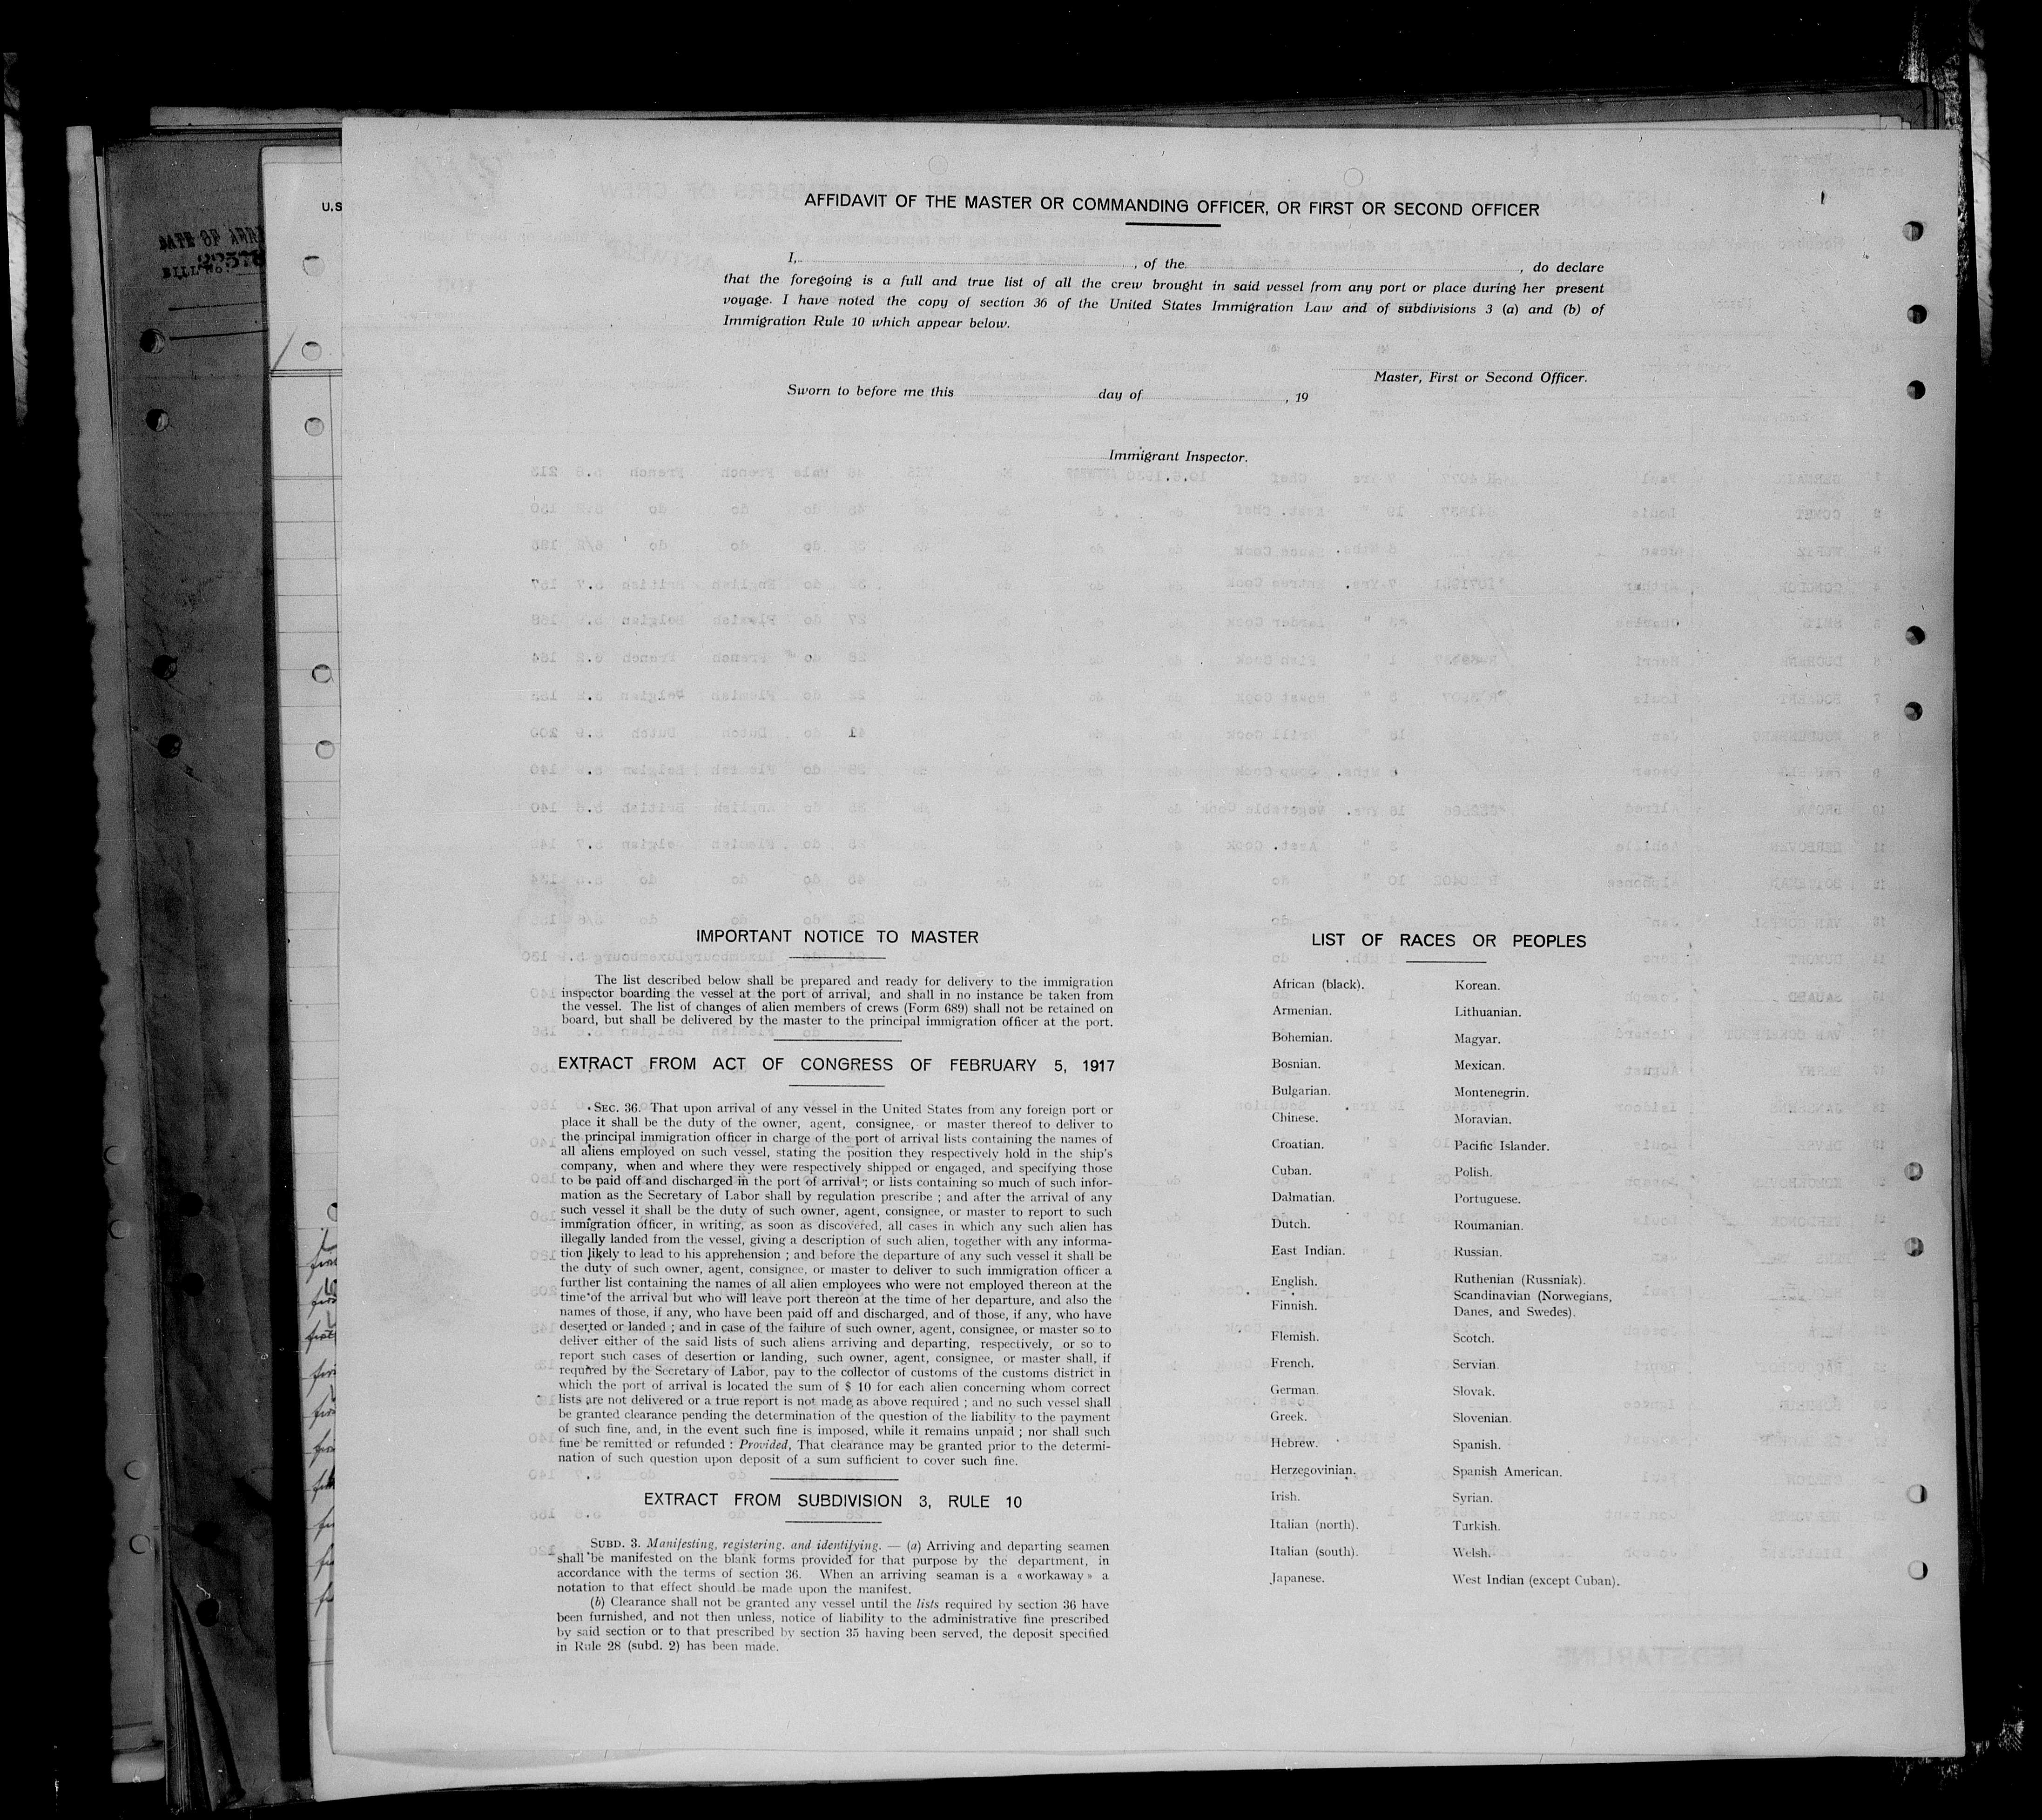 AFFIDAVIT OF THE MASTER OR COMMANDING OFFICER, OR FIRST OR SECOND OFFICER
I, , of the , do declare
that the foregoing is a full and true list of all the crew brought in said vessel from any port or place during her present
voyage. I have noted the copy of section 36 of the United States Immigration Law and of subdivisions 3 (a) and (b) of
Immigration Rule 10 which appear below.
Master, First or Second Officer.
Sworn to before me this day of , 19
Immigrant Inspector.
IMPORTANT NOTICE TO MASTER
The list described below shall be prepared and ready for delivery to the immigration
inspector boarding the vessel at the port of arrival, and shall in no instance be taken from
the vessel. The list of changes of alien members of crews (Form 689) shall not be retained on
board, but shall be delivered by the master to the principal immigration officer at the port.
EXTRACT FROM ACT OF CONGRESS OF FEBRUARY 5, 1917
SEC. 36. That upon arrival of any vessel in the United States from any foreign port or
place it shall be the duty of the owner, agent, consignee, or master thereof to deliver to
the principal immigration officer in charge of the port of arrival lists containing the names of
all aliens employed on such vessel, stating the position they respectively hold in the ship's
company, when and where they were respectively shipped or engaged, and specifying those
to be paid off and discharged in the port of arrival ; or lists containing so much of such infor-
mation as the Secretary of Labor shall by regulation prescribe ; and after the arrival of any
such vessel it shall be the duty of such owner, agent, consignee, or master to report to such
immigration officer, in writing, as soon as discovered, all cases in which any such alien has
illegally landed from the vessel, giving a description of such alien, together with any informa-
tion likely to lead to his apprehension ; and before the departure of any such vessel it shall be
the duty of such owner, agent, consignee, or master to deliver to such immigration officer a
further list containing the names of all alien employees who were not employed thereon at the
time of the arrival but who will leave port thereon at the time of her departure, and also the
names of those, if any, who have been paid off and discharged, and of those, if any, who have
deserted or landed ; and in case of the failure of such owner, agent, consignee, or master so to
deliver either of the said lists of such aliens arriving and departing, respectively, or so to
report such cases of desertion or landing, such owner, agent, consignee, or master shall, if
required by the Secretary of Labor, pay to the collector of customs of the customs district in
which the port of arrival is located the sum of $ 10 for each alien concerning whom correct
lists are not delivered or a true report is not made as above required ; and no such vessel shall
be granted clearance pending the determination of the question of the liability to the payment
of such fine, and, in the event such fine is imposed, while it remains unpaid ; nor shall such
fine be remitted or refunded : Provided, That clearance may be granted prior to the determi-
nation of such question upon deposit of a sum sufficient to cover such fine.
EXTRACT FROM SUBDIVISION 3, RULE 10
SUBD. 3. Manifesting, registering. and identifying. — (a) Arriving and departing seamen
shall be manifested on the blank forms provided for that purpose by the department, in
accordance with the terms of section 36. When an arriving seaman is a « workaway » a
notation to that effect should be made upon the manifest.
(b) Clearance shall not be granted any vessel until the lists required by section 36 have
been furnished, and not then unless, notice of liability to the administrative fine prescribed
by said section or to that prescribed by section 35 having been served, the deposit specified
in Rule 28 (subd. 2) has been made.
LIST OF RACES OR PEOPLES
African (black).
Armenian.
Bohemian.
Bosnian.
Bulgarian.
Chinese.
Croatian.
Cuban.
Dalmatian.
Dutch.
East Indian.
English.
Finnish.
Flemish.
French.
German.
Greek.
Hebrew.
Herzegovinian.
Irish.
Italian (north).
Italian (south).
Japanese.
Korean.
Lithuanian.
Magyar.
Mexican.
Montenegrin.
Moravian.
Pacific Islander.
Polish.
Portuguese.
Roumanian.
Russian.
Ruthenian (Russniak).
Scandinavian (Norwegians,
Danes, and Swedes).
Scotch.
Servian.
Slovak.
Slovenian.
Spanish.
Spanish American.
Syrian.
Turkish.
Welsh.
West Indian (except Cuban).
U.S
DATE OF ARRI
BILL No.